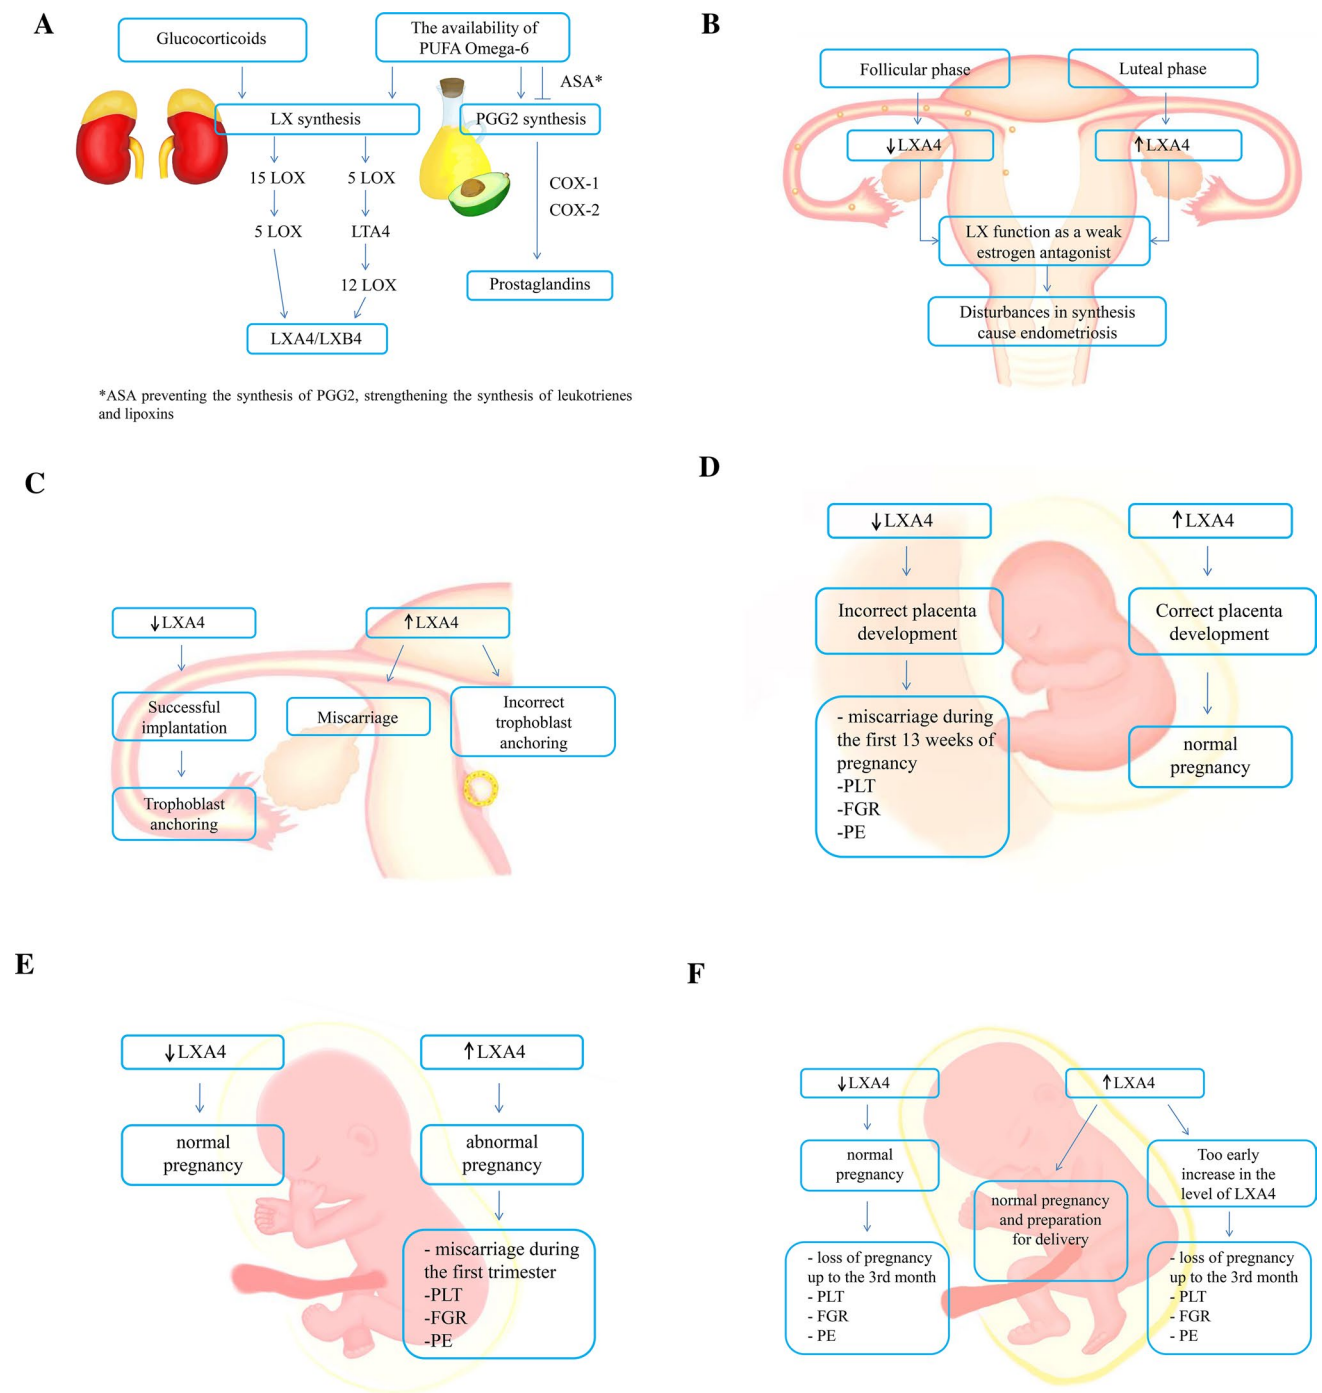 A
Glucocorticoids
The availability of
PUFA Omega-6
ASA*
LX synthesis
PGG2 synthesis
15 LOX
5 LOX
5 LOX
LTA4
12 LOX
COX-1
COX-2
LXA4/LXB4
Prostaglandins
*ASA preventing the synthesis of PGG2, strengthening the synthesis of leukotrienes
and lipoxins
B
Follicular phase
Luteal phase
↓LXA4
↑LXA4
LX function as a weak
estrogen antagonist
Disturbances in synthesis
cause endometriosis
C
↓LXA4
↑LXA4
Successful
implantation
Miscarriage
Incorrect
trophoblast
anchoring
Trophoblast
anchoring
D
↓LXA4
↑LXA4
Incorrect placenta
development
Correct placenta
development
- miscarriage during
the first 13 weeks of
pregnancy
-PLT
-FGR
-PE
normal
pregnancy
E
↓LXA4
↑LXA4
normal
pregnancy
abnormal
pregnancy
- miscarriage during
the first trimester
-PLT
-FGR
-PE
F
↓LXA4
↑LXA4
normal
pregnancy
normal pregnancy
and preparation
for delivery
Too early
increase in the
level of LXA4
- loss of pregnancy
up to the 3rd month
- PLT
- FGR
- PE
- loss of pregnancy
up to the 3rd month
- PLT
- FGR
- PE